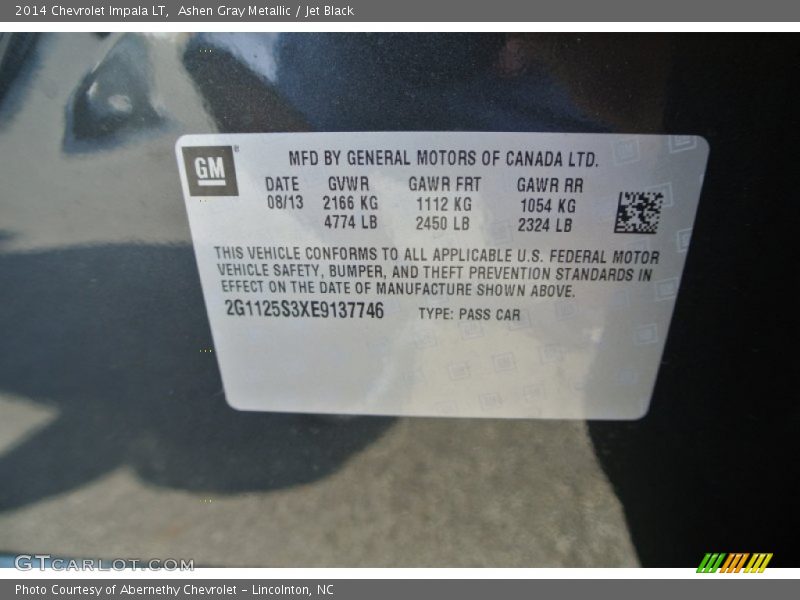 2014 Chevrolet Impala LT, Ashen Gray Metallic / Jet Black
GM®
MFD BY GENERAL MOTORS OF CANADA LTD.
DATE GVWR GAWR FRT GAWR RR
08/13 2166 KG 1112 KG 1054 KG
4774 LB 2450 LB 2324 LB
THIS VEHICLE CONFORMS TO ALL APPLICABLE U.S. FEDERAL MOTOR
VEHICLE SAFETY, BUMPER, AND THEFT PREVENTION STANDARDS IN
EFFECT ON THE DATE OF MANUFACTURE SHOWN ABOVE.
2G1125S3XE9137746 TYPE: PASS CAR
GTCARLOT.COM
Photo Courtesy of Abernethy Chevrolet - Lincolnton, NC